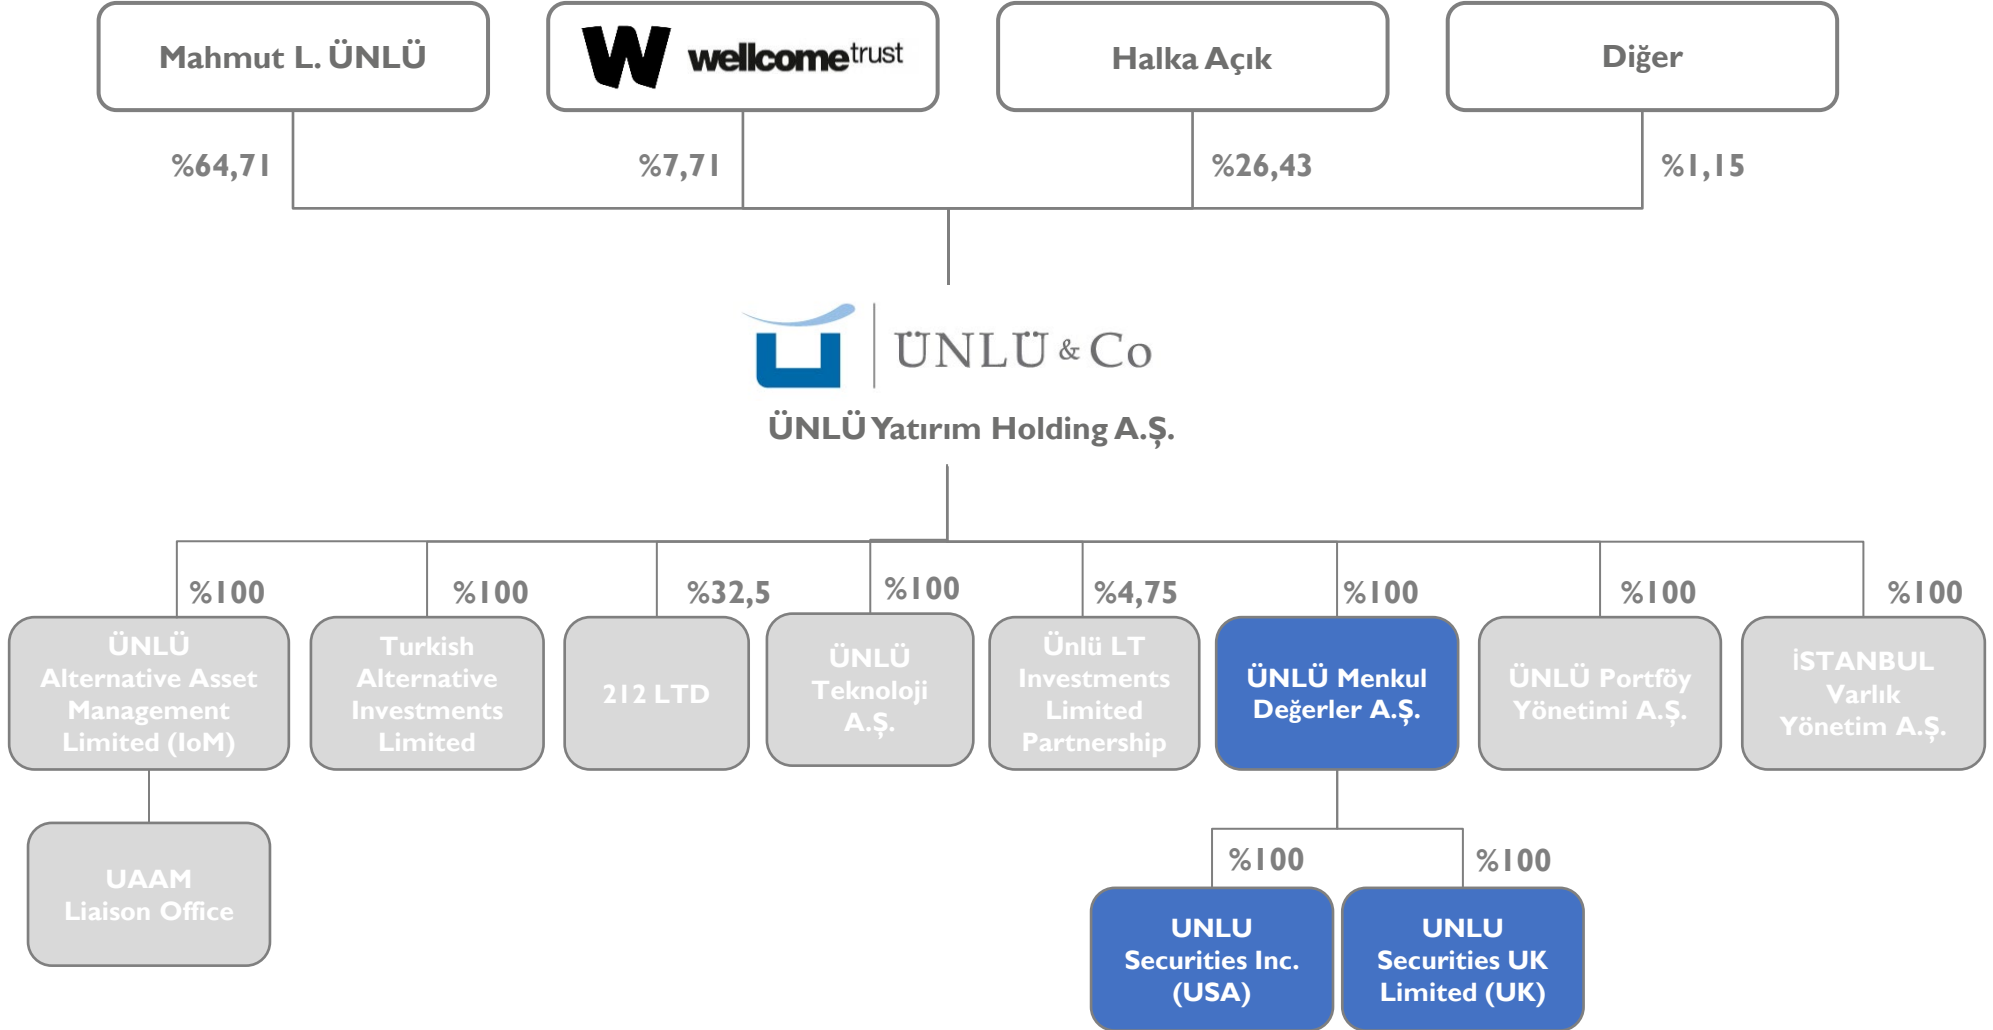 Mahmut L. ÜNLÜ
W wellcometrust
Halka Açık
Diğer
%64,71
%7,71
%26,43
%1,15
ÜNLÜ & Co
ÜNLÜ Yatırım Holding A.Ş.
%100
%100
%32,5
%100
%4,75
%100
%100
%100
ÜNLÜ
Alternative Asset
Management
Limited (IoM)
Turkish
Alternative
Investments
Limited
212 LTD
ÜNLÜ
Teknoloji
A.Ş.
Ünlü LT
Investments
Limited
Partnership
ÜNLÜ Menkul
Değerler A.Ş.
ÜNLÜ Portföy
Yönetimi A.Ş.
İSTANBUL
Varlık
Yönetim A.Ş.
UAAM
Liaison Office
%100
%100
UNLU
Securities Inc.
(USA)
UNLU
Securities UK
Limited (UK)